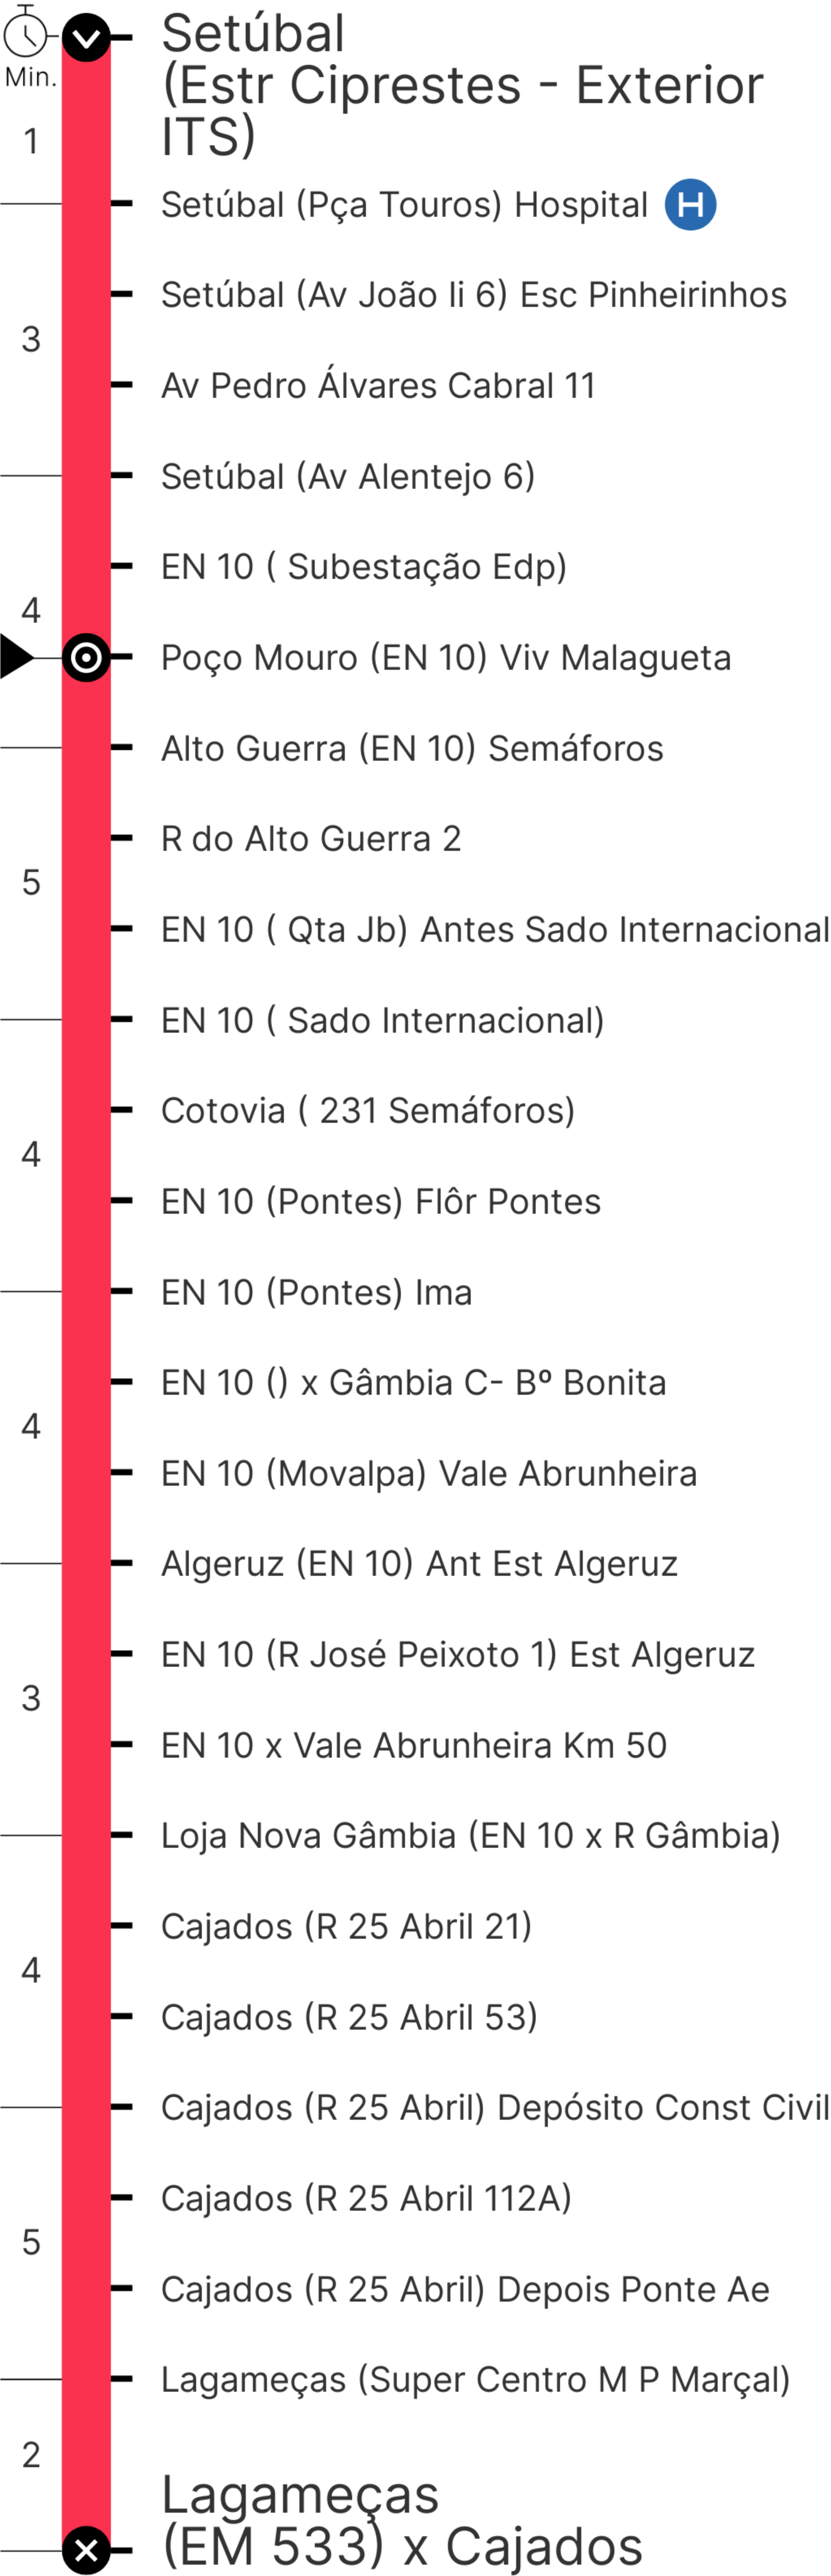 Setúbal
(Estr Ciprestes - Exterior
ITS)
Min.
1
Setúbal (Pça Touros) Hospital H
Setúbal (Av João Ii 6) Esc Pinheirinhos
3
Av Pedro Álvares Cabral 11
Setúbal (Av Alentejo 6)
EN 10 ( Subestação Edp)
4
Poço Mouro (EN 10) Viv Malagueta
Alto Guerra (EN 10) Semáforos
R do Alto Guerra 2
5
EN 10 ( Qta Jb) Antes Sado Internacional
EN 10 ( Sado Internacional)
Cotovia ( 231 Semáforos)
4
EN 10 (Pontes) Flôr Pontes
EN 10 (Pontes) Ima
EN 10 () x Gâmbia C- Bº Bonita
4
EN 10 (Movalpa) Vale Abrunheira
Algeruz (EN 10) Ant Est Algeruz
EN 10 (R José Peixoto 1) Est Algeruz
3
EN 10 x Vale Abrunheira Km 50
Loja Nova Gâmbia (EN 10 x R Gâmbia)
Cajados (R 25 Abril 21)
4
Cajados (R 25 Abril 53)
Cajados (R 25 Abril) Depósito Const Civil
Cajados (R 25 Abril 112A)
5
Cajados (R 25 Abril) Depois Ponte Ae
Lagameças (Super Centro M P Marçal)
2
Lagameças
(EM 533) x Cajados